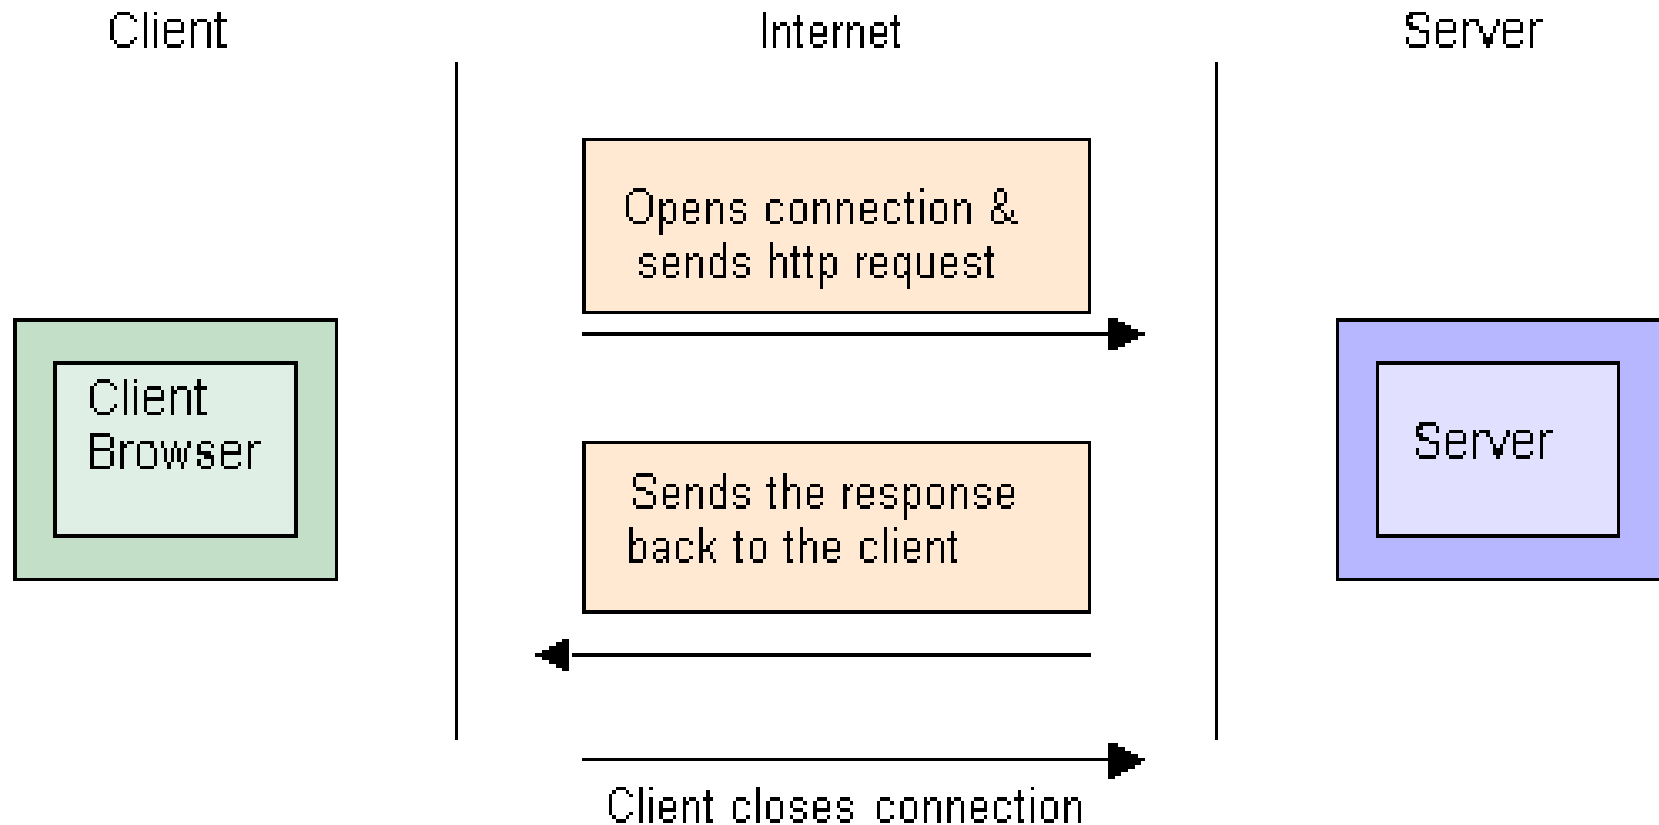 Client
Internet
Server
Opens connection &
sends http request
Client
Browser
Server
Sends the response
back to the client
Client closes connection